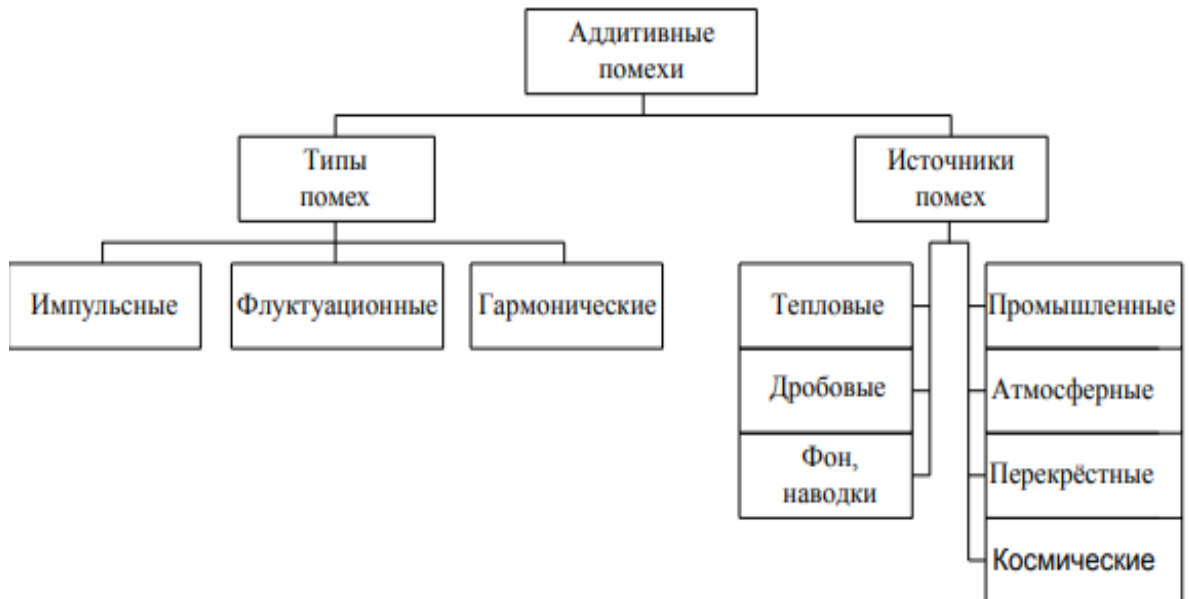 Аддитивные
помехи
Типы
помех
Источники
помех
Импульсные
Флуктуационные
Гармонические
Тепловые
Дробовые
Фон,
наводки
Промышленные
Атмосферные
Перекрёстные
Космические